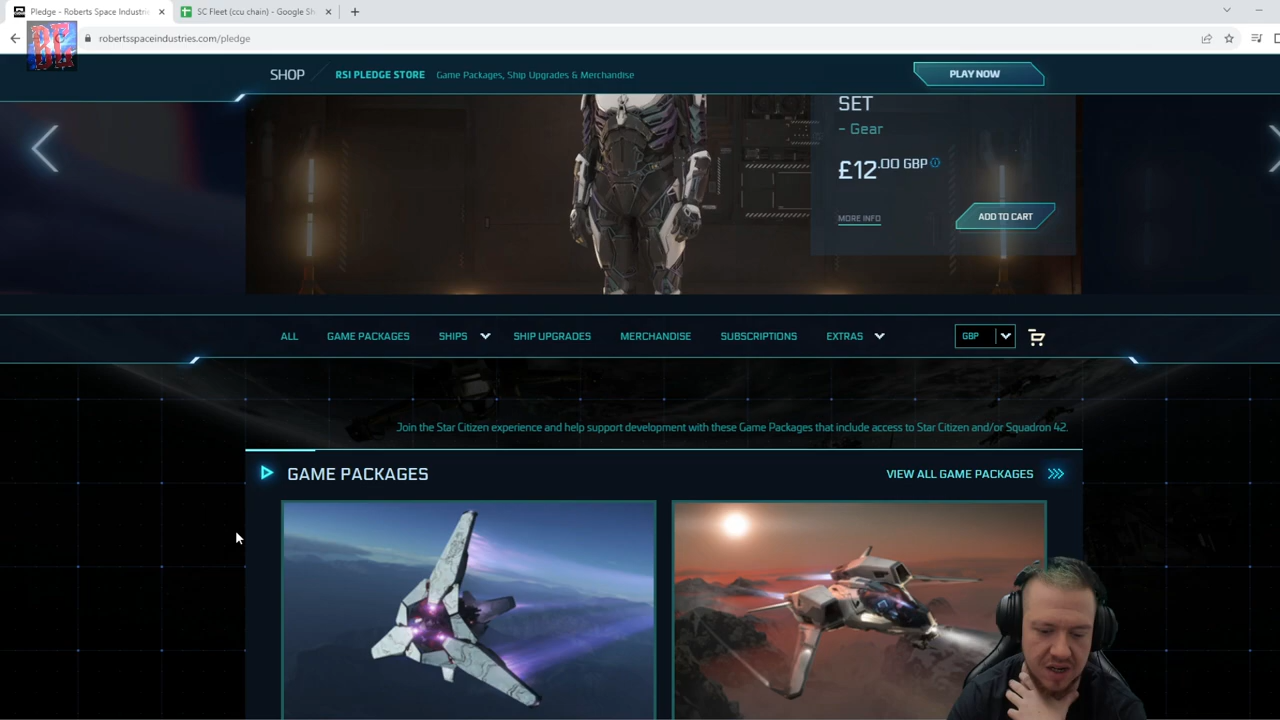 Pledge - Roberts Space Industri
SC Fleet (ccu chain) - Google Sh
BG
robertsspaceindustries.com/pledge
SHOP
RSI PLEDGE STORE
Game Packages, Ship Upgrades & Merchandise
PLAY NOW
SET
- Gear
£12.00 GBP
MORE INFO
ADD TO CART
ALL
GAME PACKAGES
SHIPS
SHIP UPGRADES
MERCHANDISE
SUBSCRIPTIONS
EXTRAS
GBP
Join the Star Citizen experience and help support development with these Game Packages that include access to Star Citizen and/or Squadron 42.
GAME PACKAGES
VIEW ALL GAME PACKAGES